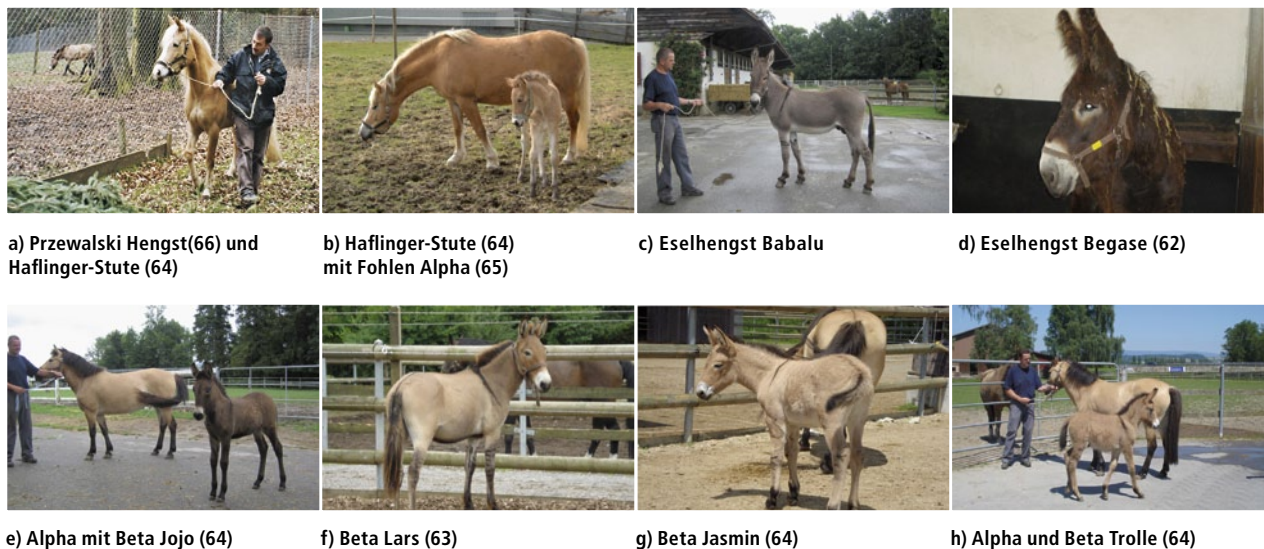 a) Przewalski Hengst(66) und
Haflinger-Stute (64)
b) Haflinger-Stute (64)
mit Fohlen Alpha (65)
c) Eselhengst Babalu
d) Eselhengst Begase (62)
e) Alpha mit Beta Jojo (64)
f) Beta Lars (63)
g) Beta Jasmin (64)
h) Alpha und Beta Trolle (64)